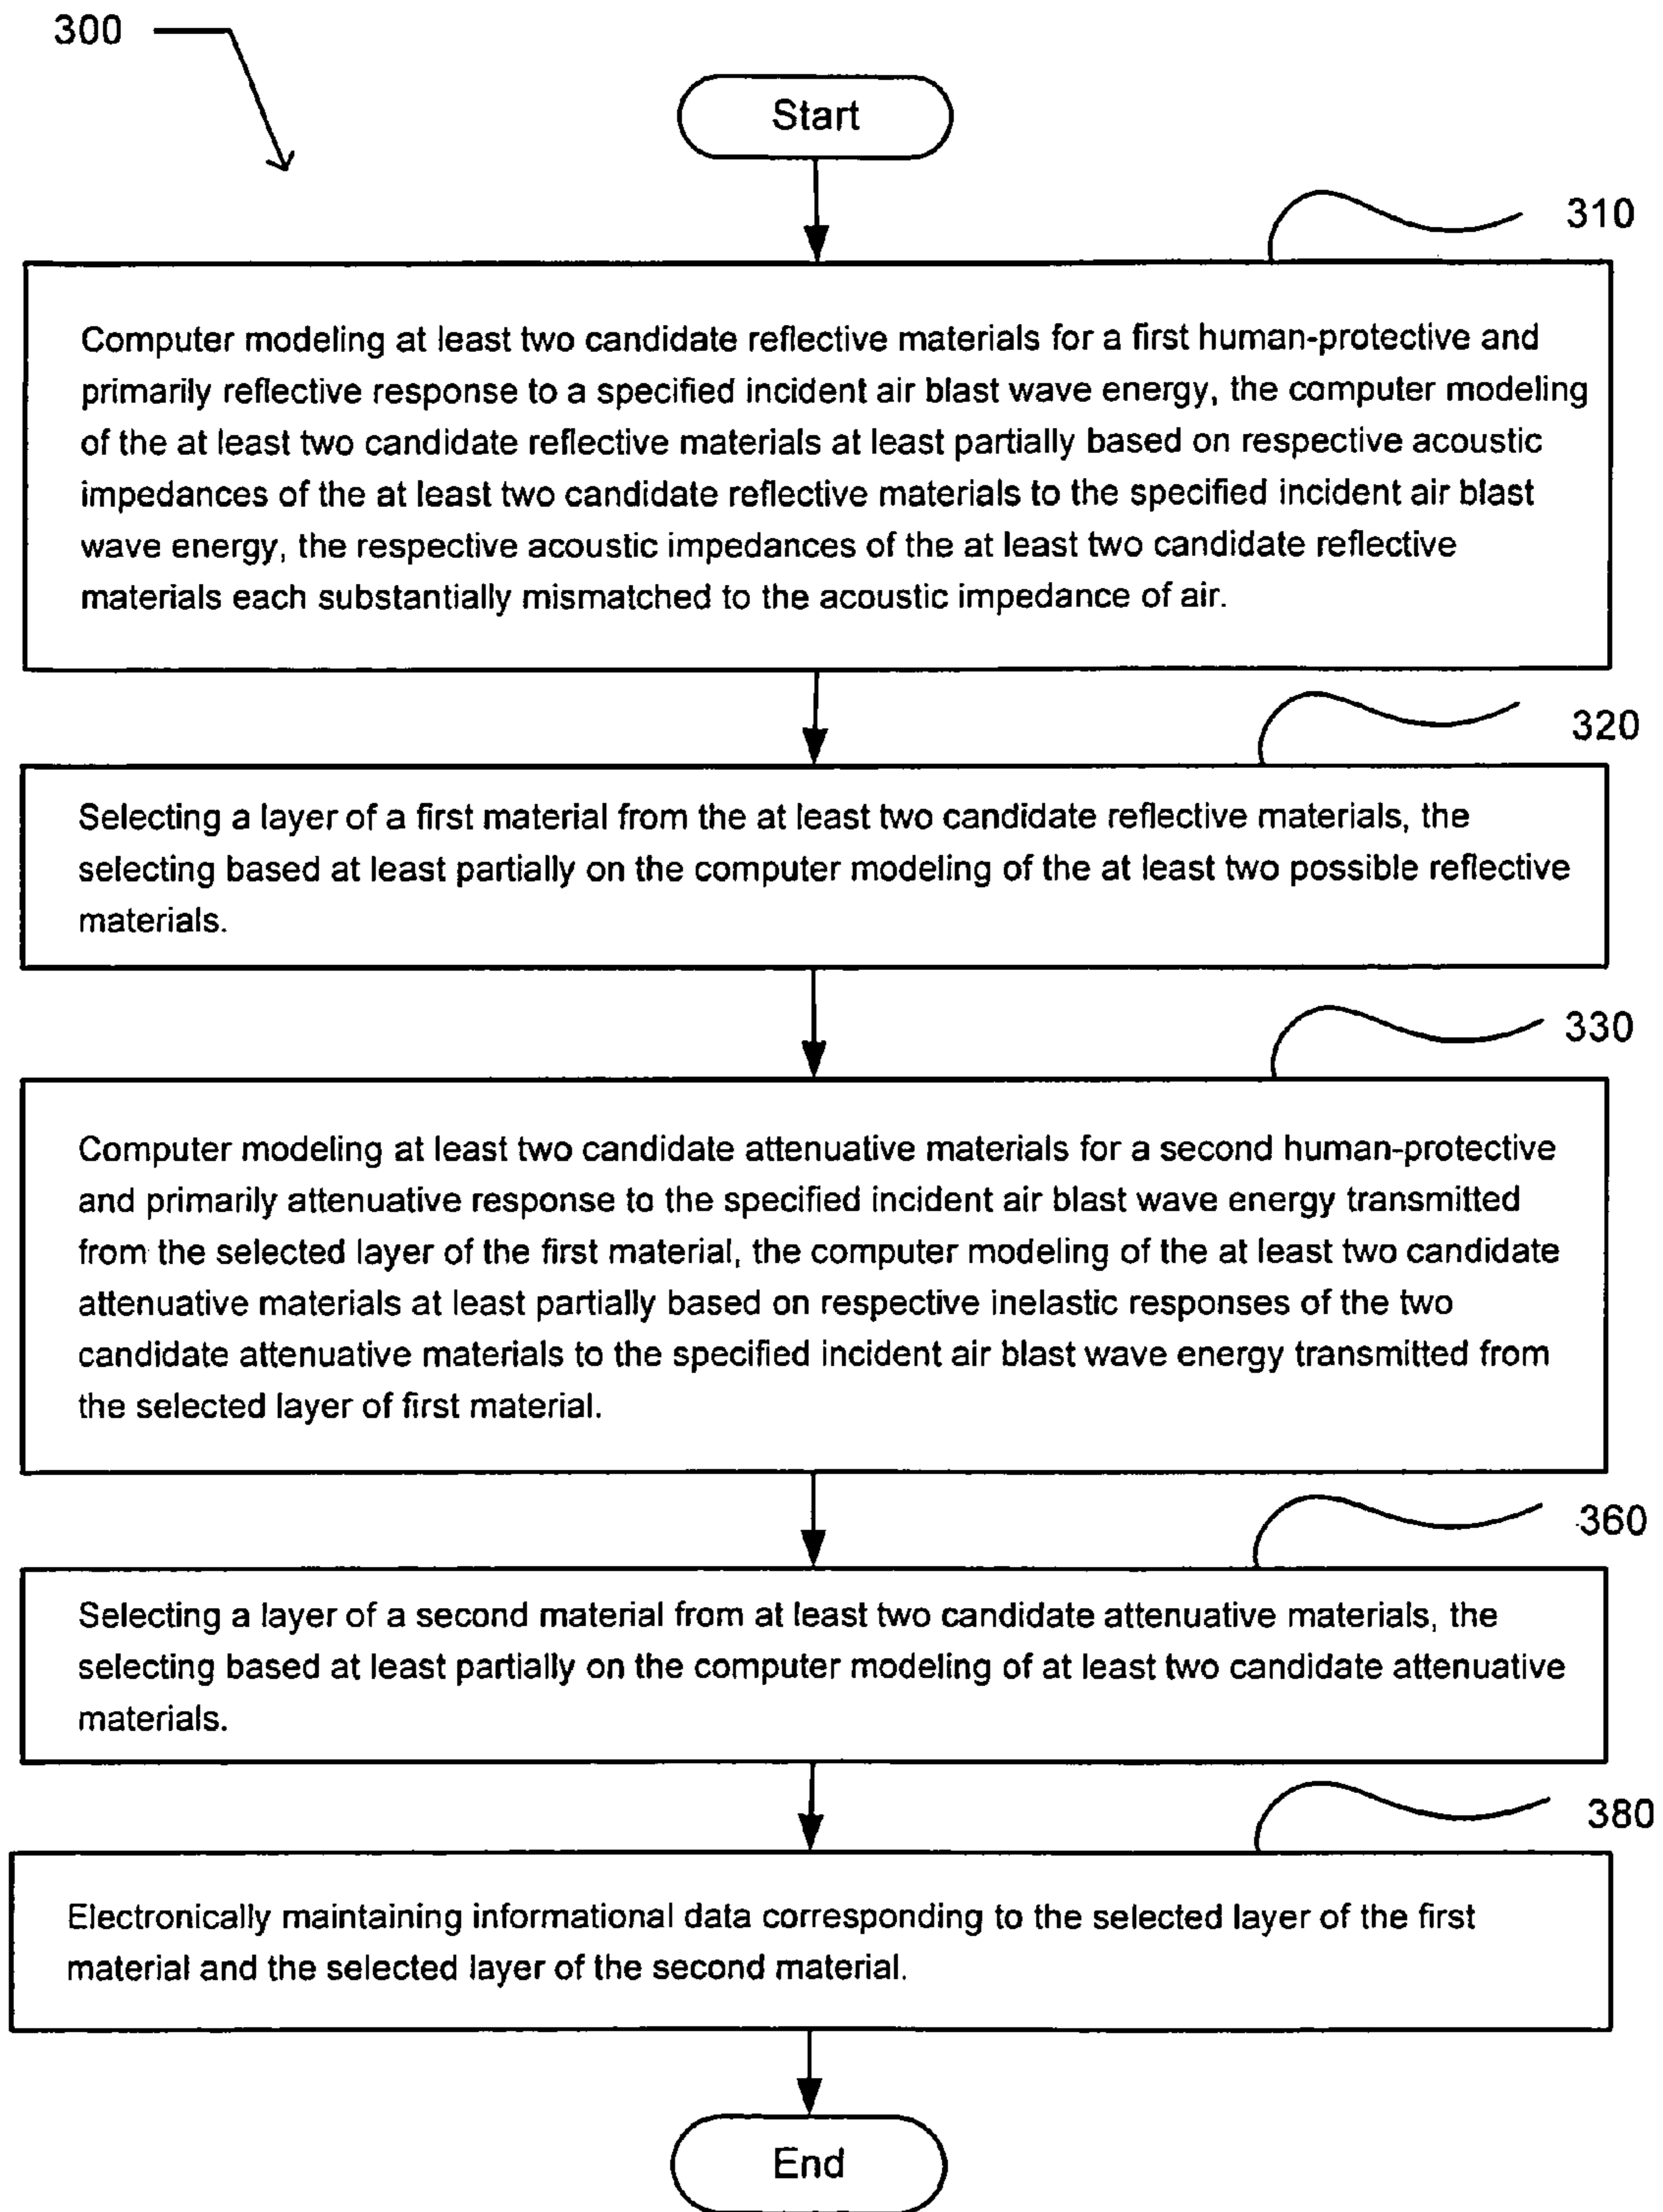 300
Start
310
Computer modeling at least two candidate reflective materials for a first human-protective and
primarily reflective response to a specified incident air blast wave energy, the computer modeling
of the at least two candidate reflective materials at least partially based on respective acoustic
impedances of the at least two candidate reflective materials to the specified incident air blast
wave energy, the respective acoustic impedances of the at least two candidate reflective
materials each substantially mismatched to the acoustic impedance of air.
320
Selecting a layer of a first material from the at least two candidate reflective materials, the
selecting based at least partially on the computer modeling of the at least two possible reflective
materials.
330
Computer modeling at least two candidate attenuative materials for a second human-protective
and primarily attenuative response to the specified incident air blast wave energy transmitted
from the selected layer of the first material, the computer modeling of the at least two candidate
attenuative materials at least partially based on respective inelastic responses of the two
candidate attenuative materials to the specified incident air blast wave energy transmitted from
the selected layer of first material.
360
Selecting a layer of a second material from at least two candidate attenuative materials, the
selecting based at least partially on the computer modeling of at least two candidate attenuative
materials.
380
Electronically maintaining informational data corresponding to the selected layer of the first
material and the selected layer of the second material.
End